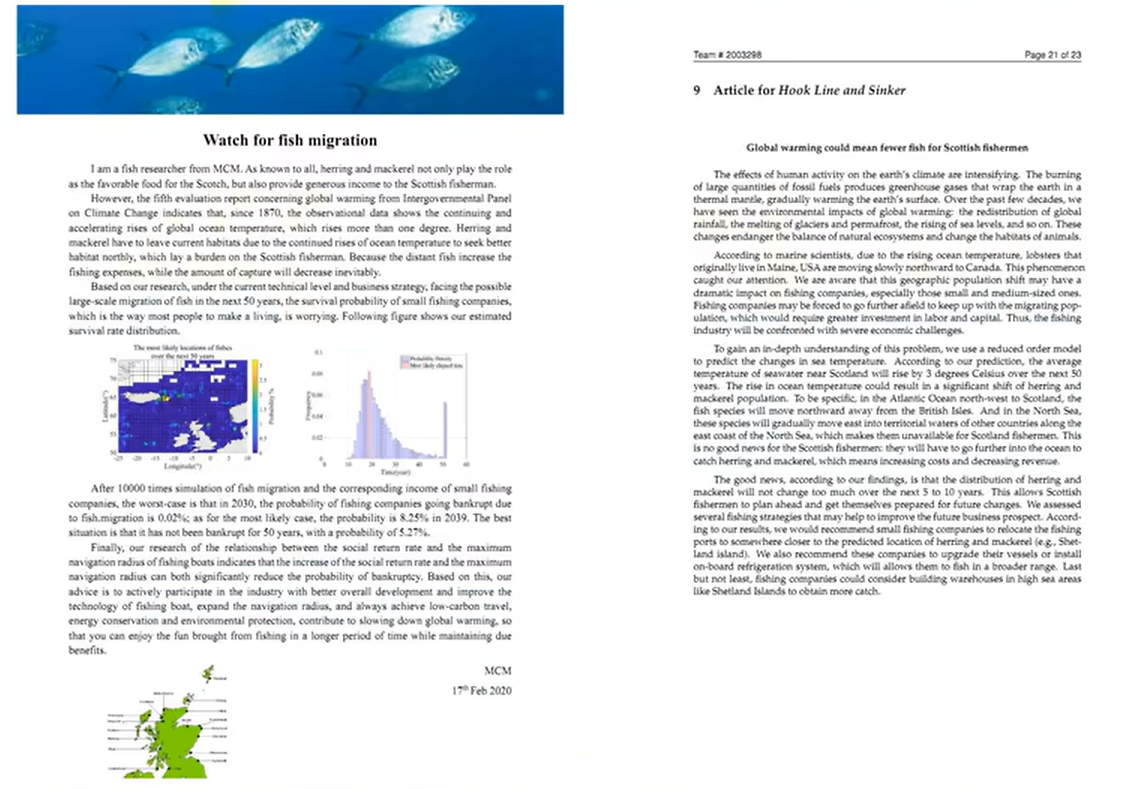 Watch for fish migration
I am a fish researcher from MCM. As known to all, herring and mackerel not only play the role
as the favorable food for the Scotch, but also provide generous income to the Scottish fisherman.
However, the fifth evaluation report concerning global warming from Intergovernmental Panel
on Climate Change indicates that, since 1870, the observational data shows the continuing and
accelerating rises of global ocean temperature, which rises more than one degree. Herring and
mackerel have to leave current habitats due to the continued rises of ocean temperature to seek better
habitat northly, which lay a burden on the Scottish fisherman. Because the distant fish increase the
fishing expenses, while the amount of capture will decrease inevitably.
Based on our research, under the current technical level and business strategy, facing the possible
large-scale migration of fish in the next 50 years, the survival probability of small fishing companies,
which is the way most people to make a living, is worrying. Following figure shows our estimated
survival rate distribution.
The most likely locations of fishes
over the next 50 years
75
70
65
60
55
50
Latitude(°)
-25 -20 -15 -10 -5 0 5 10
Longitude(°)
Probability %
0.1
0.08
0.06
0.04
0.02
0
Frequency
Probability Density
Most likely elapsed time
0 10 20 30 40 50 60
Time(year)
After 10000 times simulation of fish migration and the corresponding income of small fishing
companies, the worst-case is that in 2030, the probability of fishing companies going bankrupt due
to fish.migration is 0.02%; as for the most likely case, the probability is 8.25% in 2039. The best
situation is that it has not been bankrupt for 50 years, with a probability of 5.27%.
Finally, our research of the relationship between the social return rate and the maximum
navigation radius of fishing boats indicates that the increase of the social return rate and the maximum
navigation radius can both significantly reduce the probability of bankruptcy. Based on this, our
advice is to actively participate in the industry with better overall development and improve the
technology of fishing boat, expand the navigation radius, and always achieve low-carbon travel,
energy conservation and environmental protection, contribute to slowing down global warming, so
that you can enjoy the fun brought from fishing in a longer period of time while maintaining due
benefits.
MCM
17th Feb 2020
Team # 2003298
Page 21 of 23
9 Article for Hook Line and Sinker
Global warming could mean fewer fish for Scottish fishermen
The effects of human activity on the earth's climate are intensifying. The burning
of large quantities of fossil fuels produces greenhouse gases that wrap the earth in a
thermal mantle, gradually warming the earth's surface. Over the past few decades, we
have seen the environmental impacts of global warming: the redistribution of global
rainfall, the melting of glaciers and permafrost, the rising of sea levels, and so on. These
changes endanger the balance of natural ecosystems and change the habitats of animals.
According to marine scientists, due to the rising ocean temperature, lobsters that
originally live in Maine, USA are moving slowly northward to Canada. This phenomenon
caught our attention. We are aware that this geographic population shift may have a
dramatic impact on fishing companies, especially those small and medium-sized ones.
Fishing companies may be forced to go further afield to keep up with the migrating pop-
ulation, which would require greater investment in labor and capital. Thus, the fishing
industry will be confronted with severe economic challenges.
To gain an in-depth understanding of this problem, we use a reduced order model
to predict the changes in sea temperature. According to our prediction, the average
temperature of seawater near Scotland will rise by 3 degrees Celsius over the next 50
years. The rise in ocean temperature could result in a significant shift of herring and
mackerel population. To be specific, in the Atlantic Ocean north-west to Scotland, the
fish species will move northward away from the British Isles. And in the North Sea,
these species will gradually move east into territorial waters of other countries along the
east coast of the North Sea, which makes them unavailable for Scotland fishermen. This
is no good news for the Scottish fishermen: they will have to go further into the ocean to
catch herring and mackerel, which means increasing costs and decreasing revenue.
The good news, according to our findings, is that the distribution of herring and
mackerel will not change too much over the next 5 to 10 years. This allows Scottish
fishermen to plan ahead and get themselves prepared for future changes. We assessed
several fishing strategies that may help to improve the future business prospect. Accord-
ing to our results, we would recommend small fishing companies to relocate the fishing
ports to somewhere closer to the predicted location of herring and mackerel (e.g., Shet-
land island). We also recommend these companies to upgrade their vessels or install
on-board refrigeration system, which will allows them to fish in a broader range. Last
but not least, fishing companies could consider building warehouses in high sea areas
like Shetland Islands to obtain more catch.